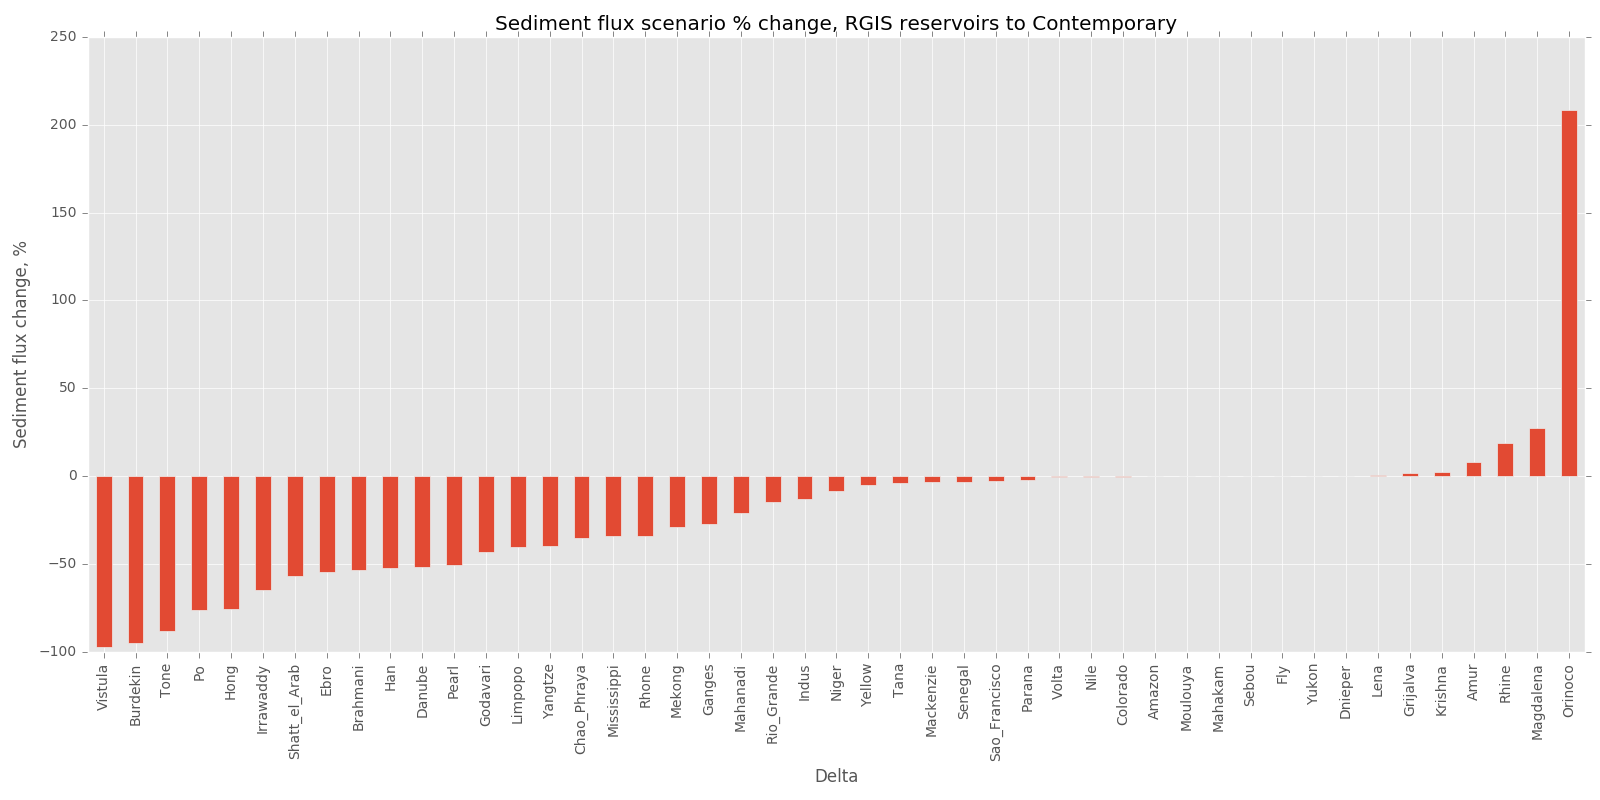 Sediment flux scenario % change, RGIS reservoirs to Contemporary
250
200
150
100
50
0
−50
−100
Sediment flux change, %
Vistula
Burdekin
Tone
Po
Hong
Irrawaddy
Shatt_el_Arab
Ebro
Brahmani
Han
Danube
Pearl
Godavari
Limpopo
Yangtze
Chao_Phraya
Mississippi
Rhone
Mekong
Ganges
Mahanadi
Rio_Grande
Indus
Niger
Yellow
Tana
Mackenzie
Senegal
Sao_Francisco
Parana
Volta
Nile
Colorado
Amazon
Moulouya
Mahakam
Sebou
Fly
Yukon
Dnieper
Lena
Grijalva
Krishna
Amur
Rhine
Magdalena
Orinoco
Delta